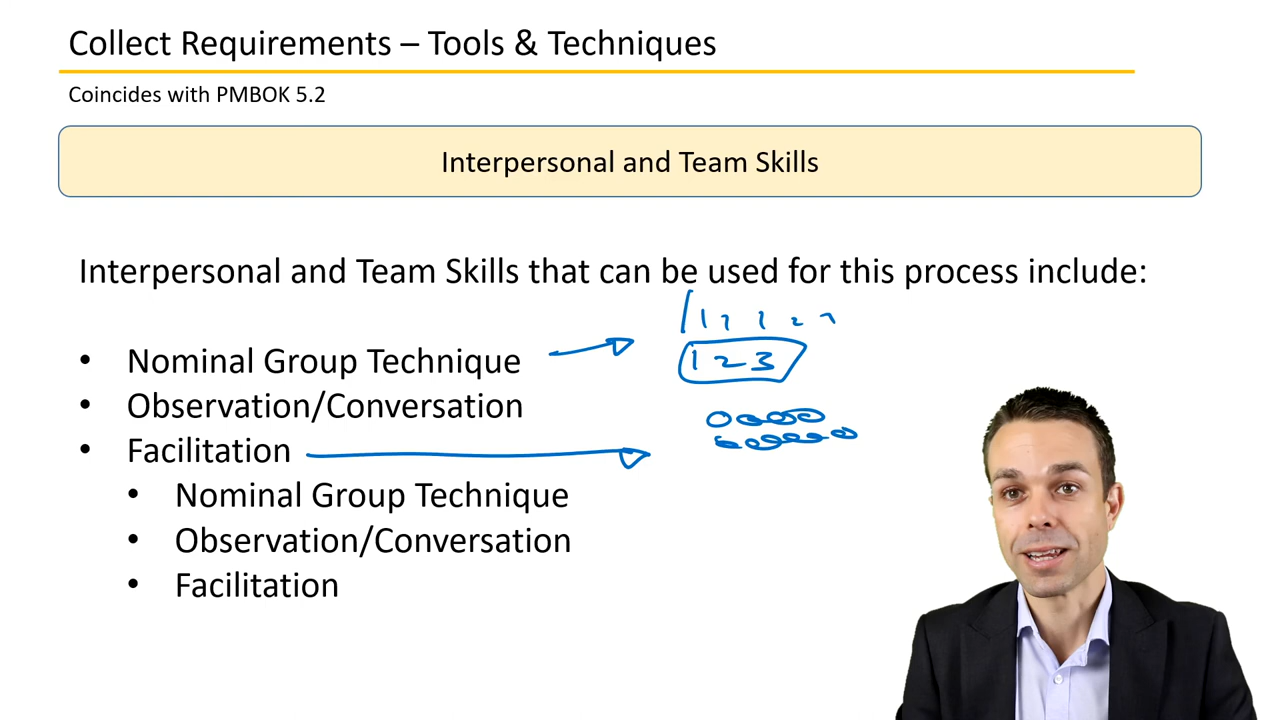 Collect Requirements – Tools & Techniques
Coincides with PMBOK 5.2
Interpersonal and Team Skills
Interpersonal and Team Skills that can be used for this process include:
• Nominal Group Technique
1 2 3
• Observation/Conversation
• Facilitation
• Nominal Group Technique
• Observation/Conversation
• Facilitation